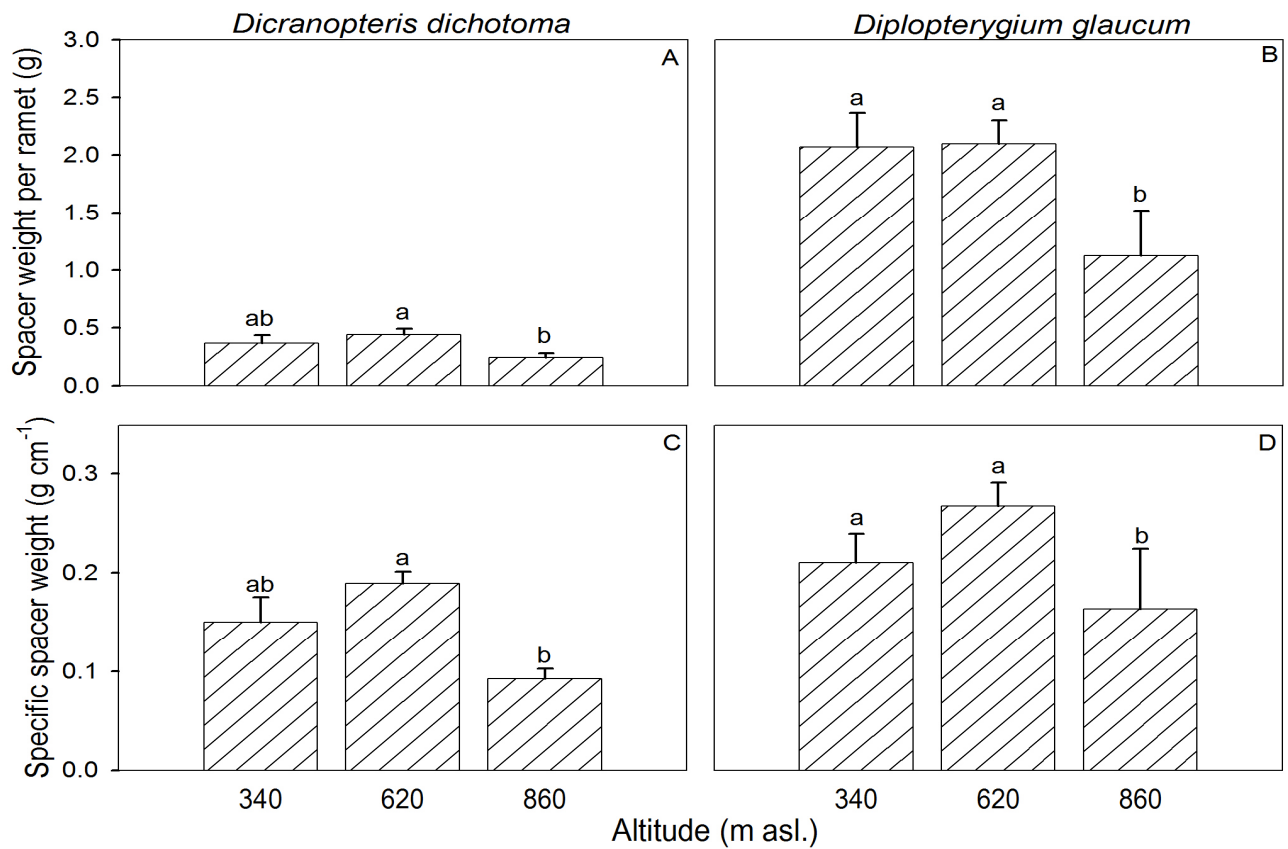 Dicranopteris dichotoma
Diplopterygium glaucum
Spacer weight per ramet (g)
3.0
2.5
2.0
1.5
1.0
0.5
0.0
A
ab
a
b
B
a
a
b
Specific spacer weight (g cm⁻¹)
0.3
0.2
0.1
0.0
C
ab
a
b
D
a
a
b
340
620
860
340
620
860
Altitude (m asl.)